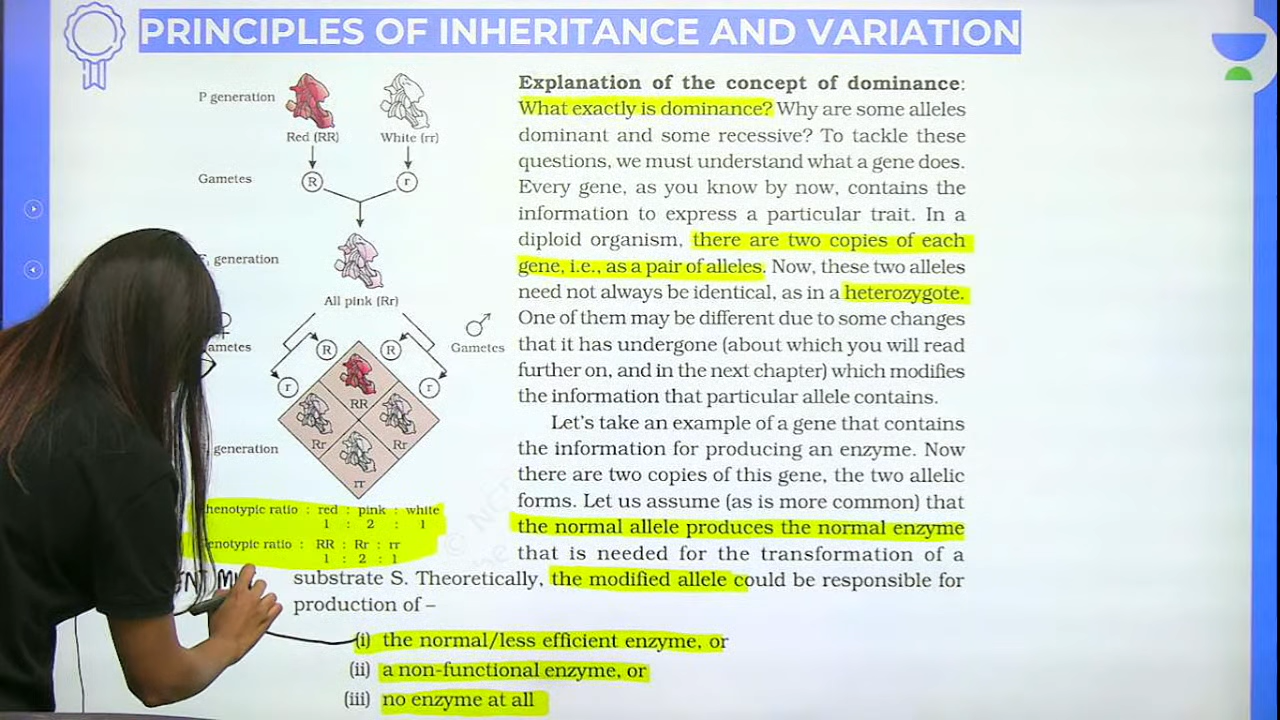 PRINCIPLES OF INHERITANCE AND VARIATION
P generation
Red (RR)
White (rr)
Gametes
R
r
generation
All pink (Rr)
Gametes
R
R
r
r
RR
Rr
Rr
rr
generation
ratio : red : pink : white
1 : 2 : 1
ratio : RR : Rr : rr
1 : 2 : 1
Explanation of the concept of dominance:
What exactly is dominance? Why are some alleles
dominant and some recessive? To tackle these
questions, we must understand what a gene does.
Every gene, as you know by now, contains the
information to express a particular trait. In a
diploid organism, there are two copies of each
gene, i.e., as a pair of alleles. Now, these two alleles
need not always be identical, as in a heterozygote.
One of them may be different due to some changes
that it has undergone (about which you will read
further on, and in the next chapter) which modifies
the information that particular allele contains.
Let's take an example of a gene that contains
the information for producing an enzyme. Now
there are two copies of this gene, the two allelic
forms. Let us assume (as is more common) that
the normal allele produces the normal enzyme
that is needed for the transformation of a
substrate S. Theoretically, the modified allele could be responsible for
production of –
(i) the normal/less efficient enzyme, or
(ii) a non-functional enzyme, or
(iii) no enzyme at all